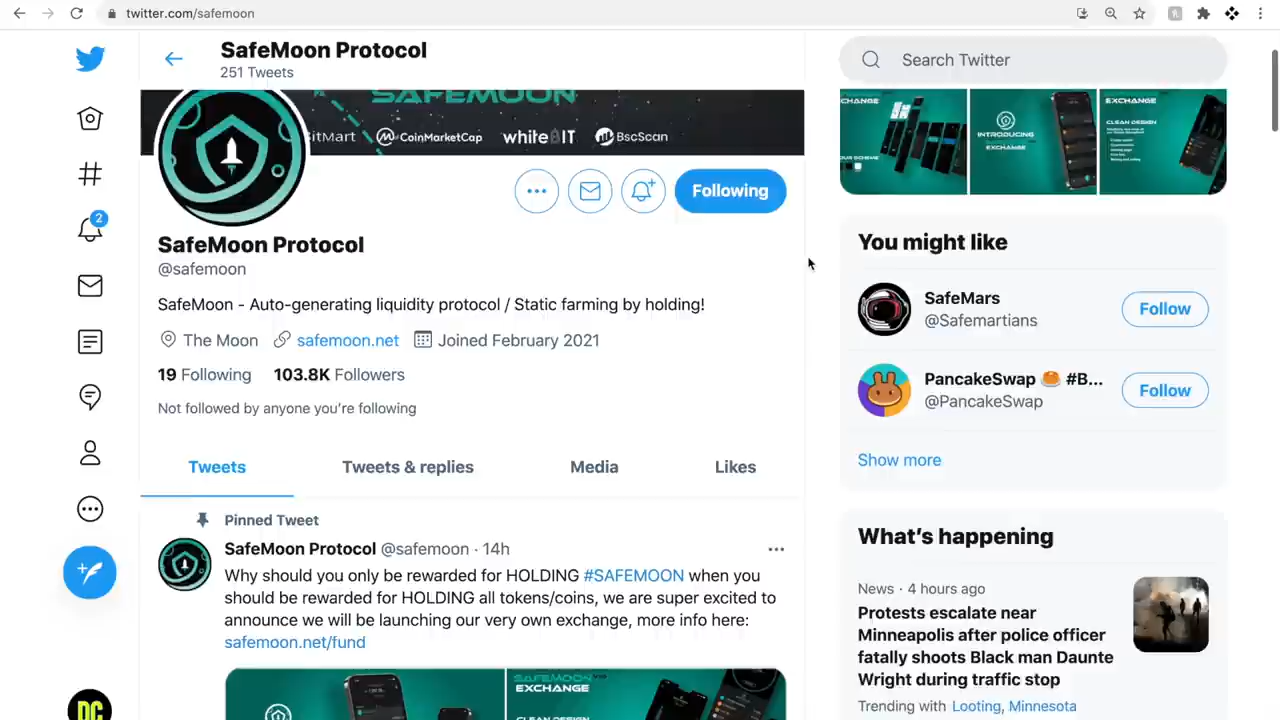 twitter.com/safemoon
SafeMoon Protocol
251 Tweets
Search Twitter
SAFEMOON
BitMart
CoinMarketCap
whiteBIT
BscScan
EXCHANGE
INTRODUCING
EXCHANGE
EXCHANGE
CLEAN DESIGN
Following
SafeMoon Protocol
@safemoon
SafeMoon - Auto-generating liquidity protocol / Static farming by holding!
The Moon safemoon.net Joined February 2021
19 Following 103.8K Followers
Not followed by anyone you're following
Tweets Tweets & replies Media Likes
Pinned Tweet
SafeMoon Protocol @safemoon · 14h
Why should you only be rewarded for HOLDING #SAFEMOON when you
should be rewarded for HOLDING all tokens/coins, we are super excited to
announce we will be launching our very own exchange, more info here:
safemoon.net/fund
SAFEMOON
EXCHANGE
CLEAN DESIGN
2
DC
You might like
SafeMars
@Safemartians
Follow
PancakeSwap 🥞 #B...
@PancakeSwap
Follow
Show more
What's happening
News · 4 hours ago
Protests escalate near
Minneapolis after police officer
fatally shoots Black man Daunte
Wright during traffic stop
Trending with Looting, Minnesota